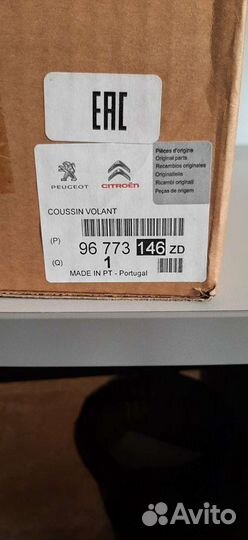 EAC
PEUGEOT
CITROËN
Pièces d'origine
Original parts
Recambios originales
Originalteile
Ricambi originali
Peças de origem
COUSSIN VOLANT
(P) 96 773 146 ZD
(Q) 1
MADE IN PT - Portugal
Avito